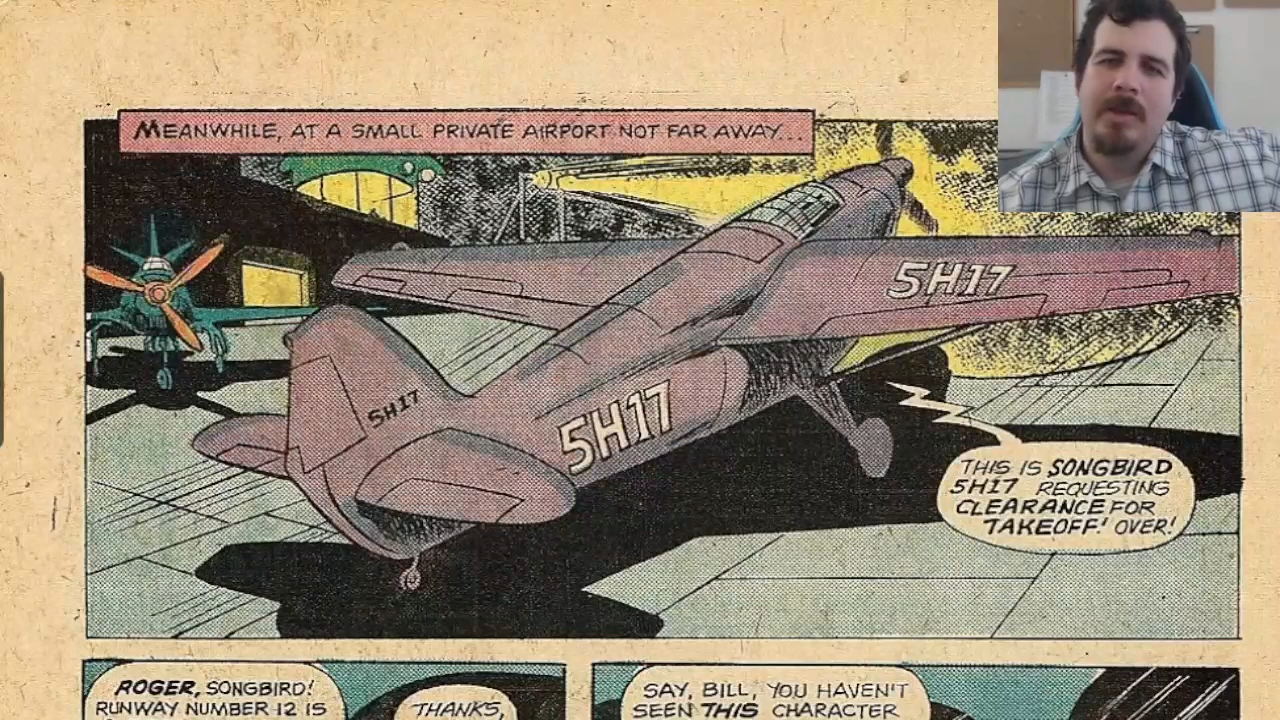 MEANWHILE, AT A SMALL PRIVATE AIRPORT NOT FAR AWAY...
5H17
5H17
5H17
THIS IS SONGBIRD
5H17 REQUESTING
CLEARANCE FOR
TAKEOFF! OVER!
ROGER, SONGBIRD!
RUNWAY NUMBER 12 IS
THANKS,
SAY, BILL, YOU HAVEN'T
SEEN THIS CHARACTER